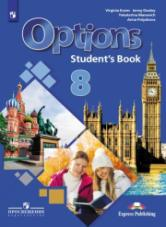 Virginia Evans · Jenny Dooley
Options
Student's Book
8
ПРОСВЕЩЕНИЕ
Express Publishing